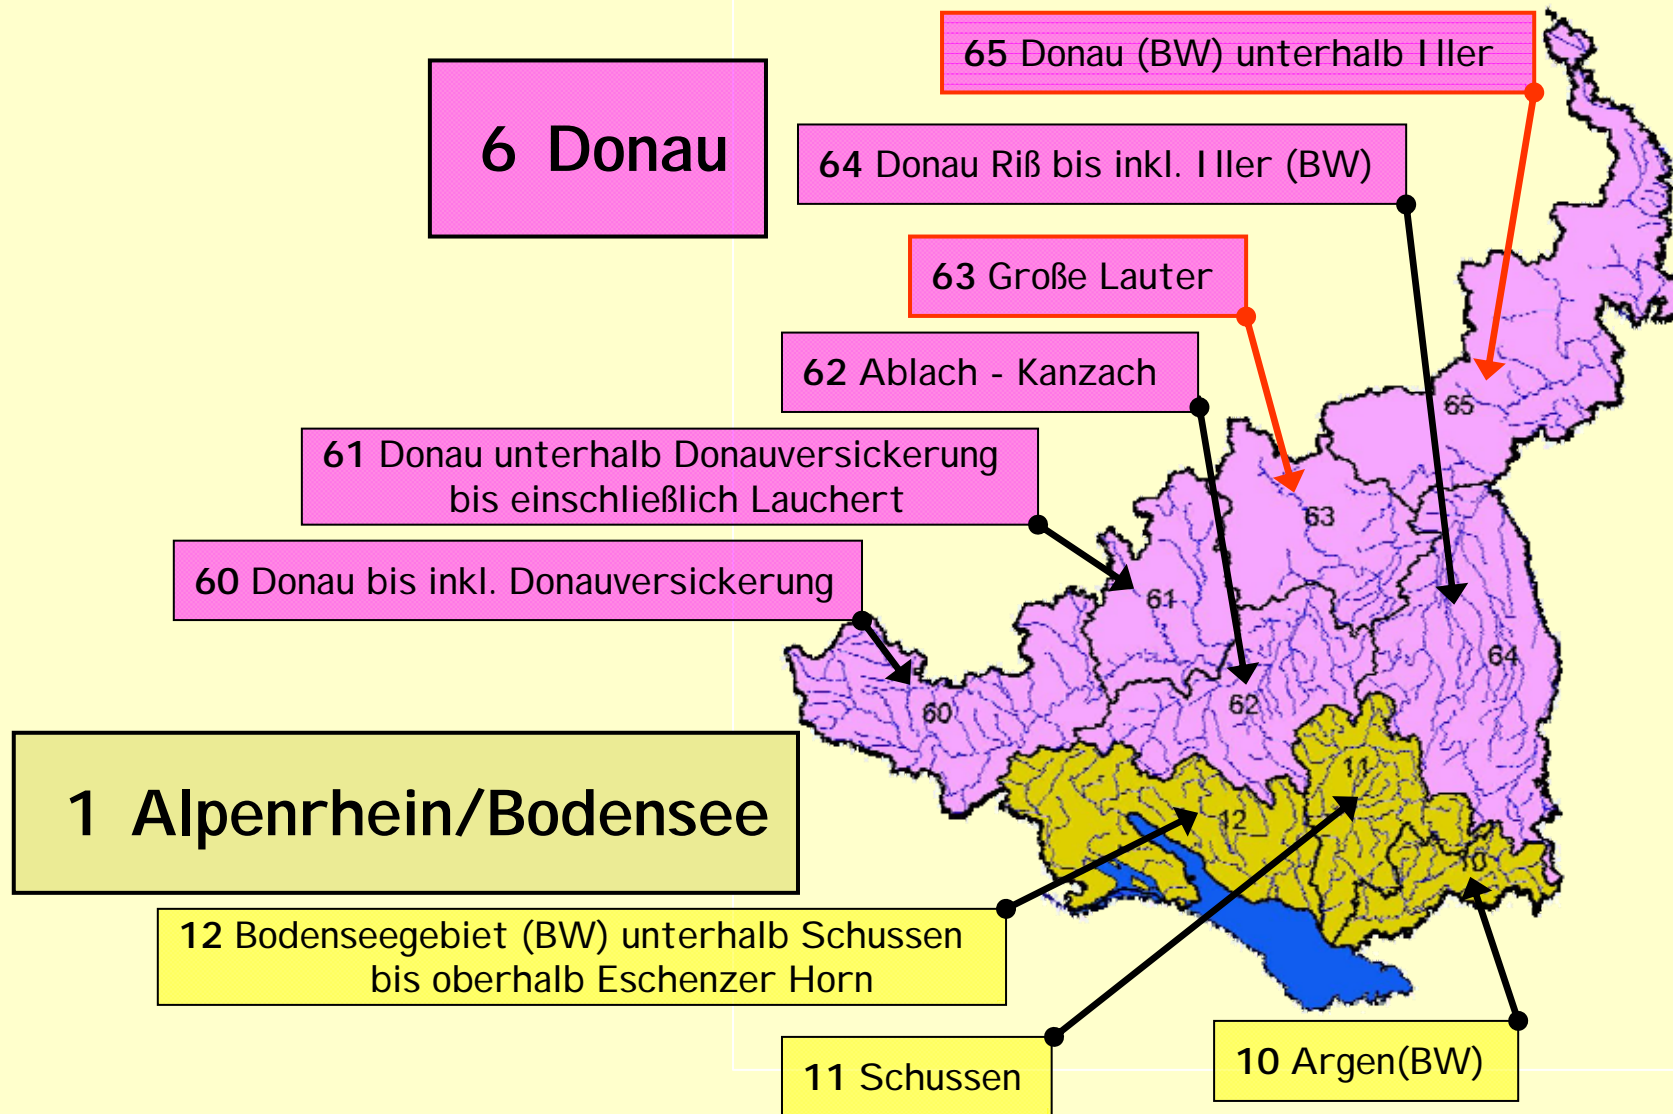 65 Donau (BW) unterhalb Iller
6 Donau
64 Donau Riß bis inkl. Iller (BW)
63 Große Lauter
62 Ablach - Kanzach
61 Donau unterhalb Donauversickerung
bis einschließlich Lauchert
60 Donau bis inkl. Donauversickerung
65
63
61
64
62
60
1 Alpenrhein/Bodensee
11
12
10
12 Bodenseegebiet (BW) unterhalb Schussen
bis oberhalb Eschenzer Horn
11 Schussen
10 Argen(BW)